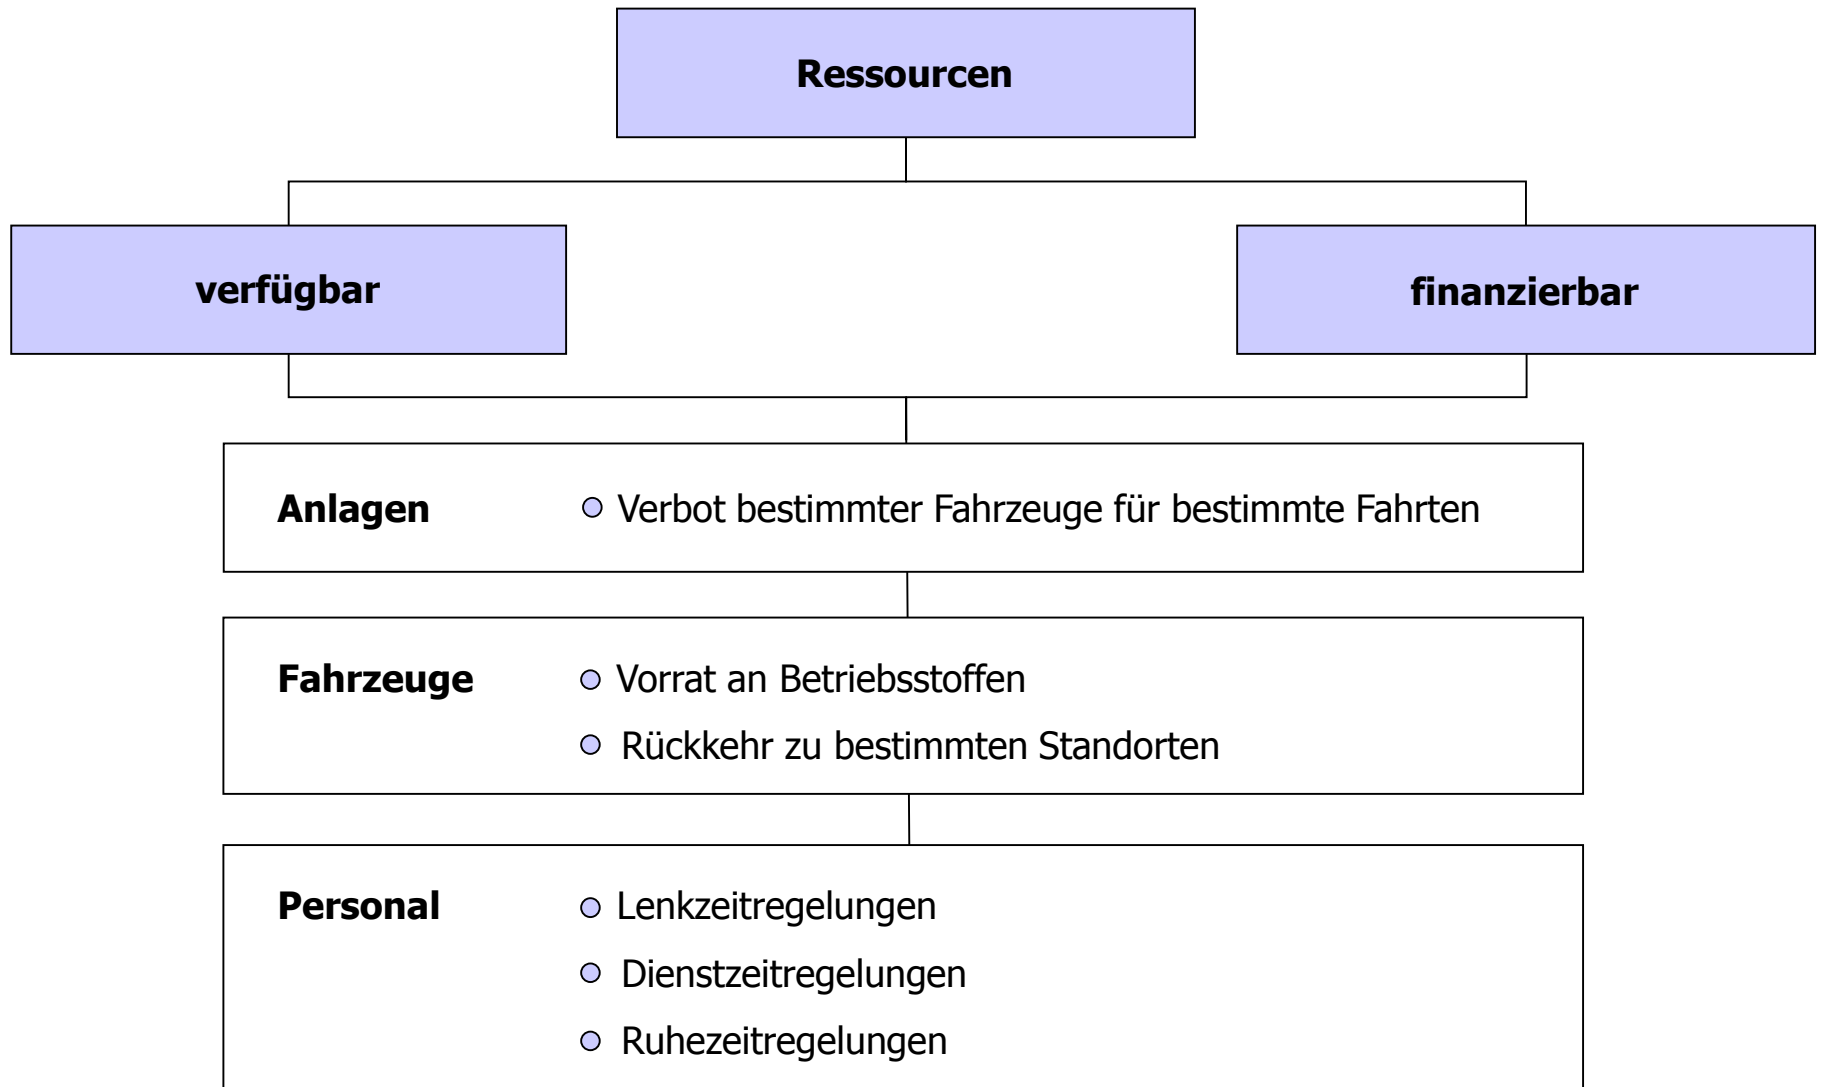 Ressourcen
verfügbar
finanzierbar
Anlagen Verbot bestimmter Fahrzeuge für bestimmte Fahrten
Fahrzeuge Vorrat an Betriebsstoffen
Rückkehr zu bestimmten Standorten
Personal Lenkzeitregelungen
Dienstzeitregelungen
Ruhezeitregelungen